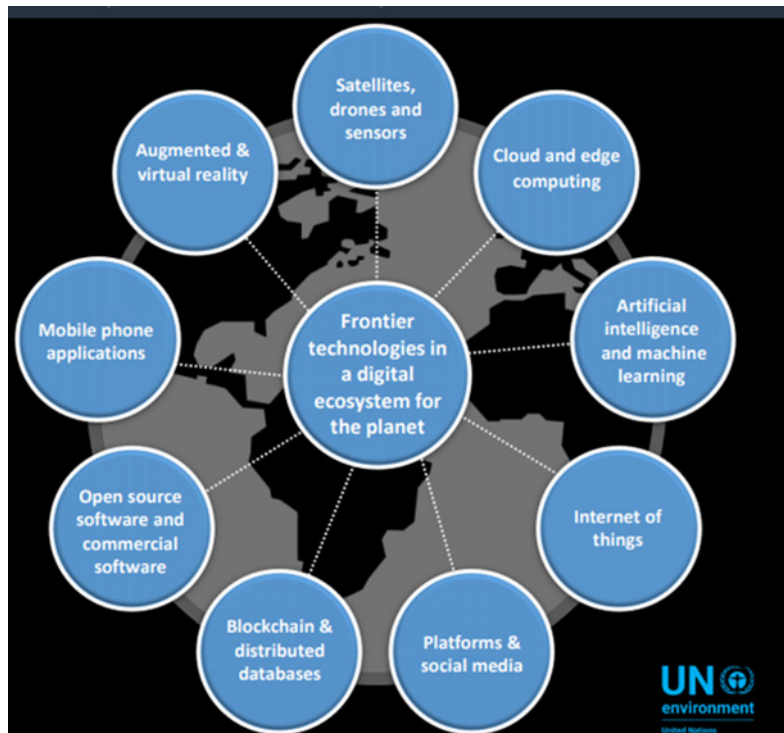 Satellites,
drones and
sensors
Cloud and edge
computing
Artificial
intelligence
and machine
learning
Internet of
things
Platforms &
social media
Blockchain &
distributed
databases
Open source
software and
commercial
software
Mobile phone
applications
Augmented &
virtual reality
Frontier
technologies in
a digital
ecosystem for
the planet
UN
environment
United Nations